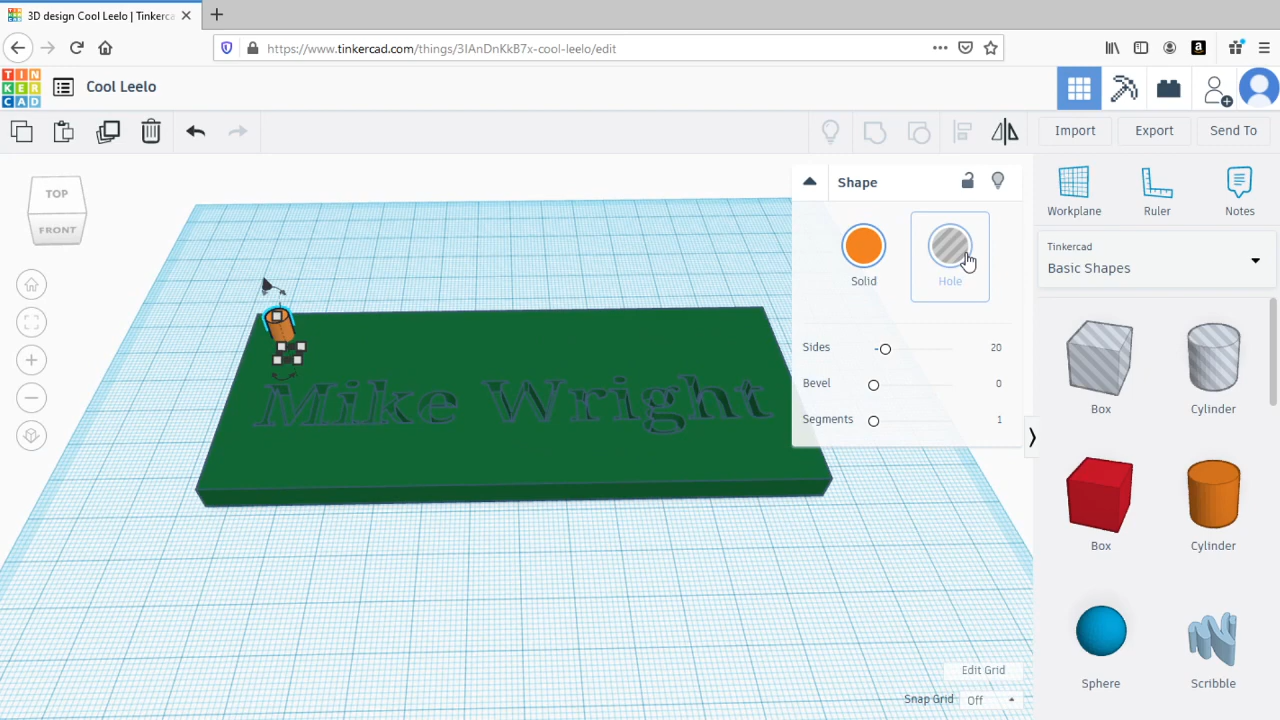 3D design Cool Leelo | Tinkerca
https://www.tinkercad.com/things/3IAnDnKkB7x-cool-leelo/edit
TIN
KER
CAD
Cool Leelo
Import
Export
Send To
TOP
FRONT
Shape
Solid
Hole
Sides
20
Bevel
0
Segments
1
Workplane
Ruler
Notes
Tinkercad
Basic Shapes
Box
Cylinder
Box
Cylinder
Sphere
Scribble
Mike Wright
Edit Grid
Snap Grid
Off